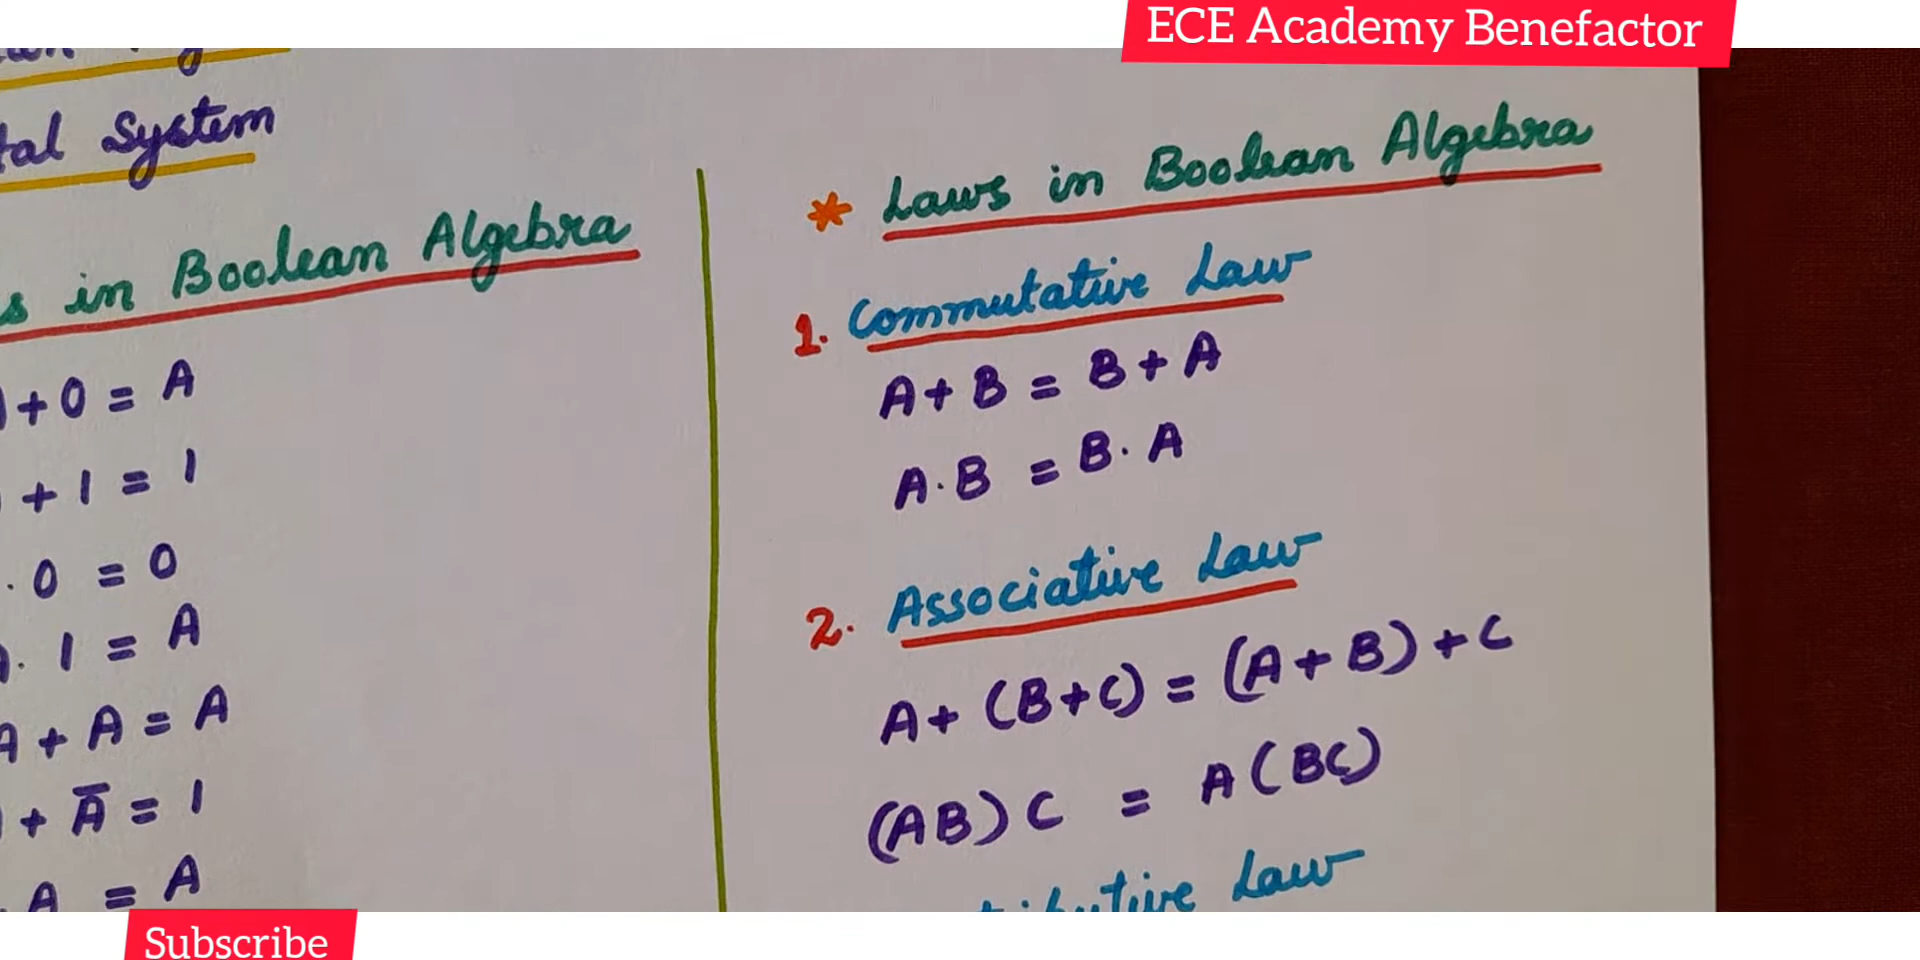 ECE Academy Benefactor
System
in Boolean Algebra
+0 = A
+ 1 = 1
. 0 = 0
A. 1 = A
A + A = A
+ A̅ = 1
. A = A
* Laws in Boolean Algebra
1. Commutative Law
A + B = B + A
A . B = B . A
2. Associative Law
A + (B+C) = (A + B) + C
(AB) C = A (BC)
Law
Subscribe